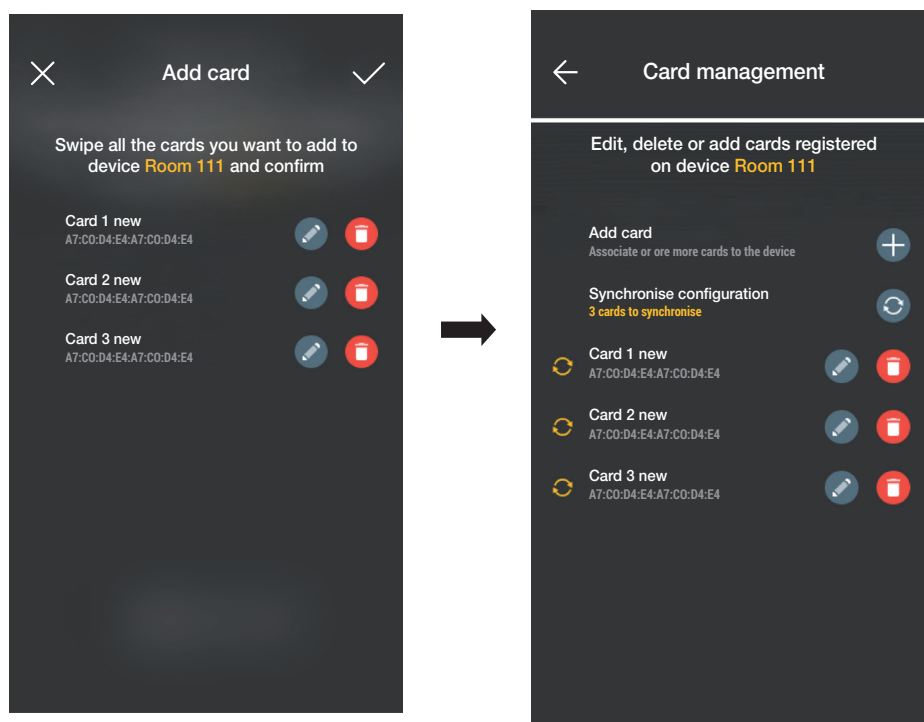 Add card
Swipe all the cards you want to add to
device Room 111 and confirm
Card 1 new
A7:C0:D4:E4:A7:C0:D4:E4
Card 2 new
A7:C0:D4:E4:A7:C0:D4:E4
Card 3 new
A7:C0:D4:E4:A7:C0:D4:E4
Card management
Edit, delete or add cards registered
on device Room 111
Add card
Associate or ore more cards to the device
Synchronise configuration
3 cards to synchronise
Card 1 new
A7:C0:D4:E4:A7:C0:D4:E4
Card 2 new
A7:C0:D4:E4:A7:C0:D4:E4
Card 3 new
A7:C0:D4:E4:A7:C0:D4:E4